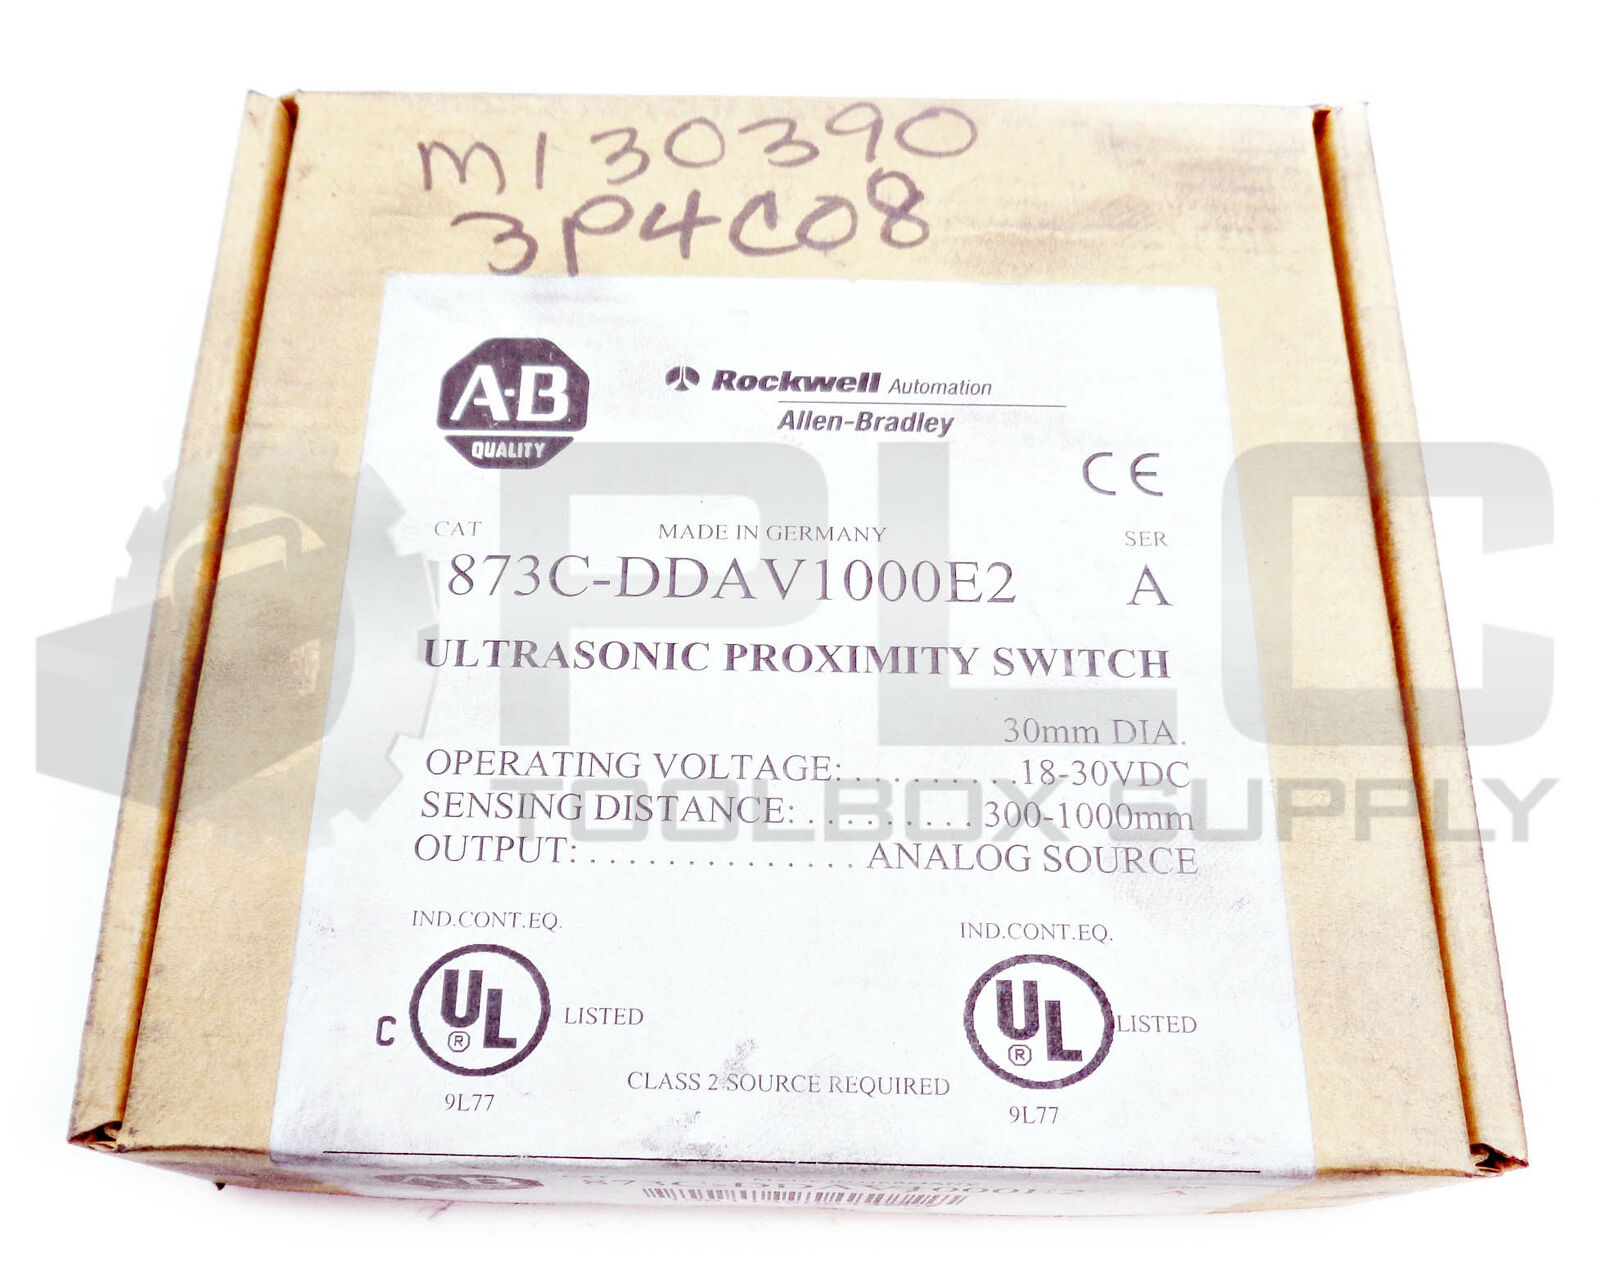 M130390
3P4C08
A-B
QUALITY
Rockwell Automation
Allen-Bradley
CE
CAT MADE IN GERMANY SER
873C-DDAV1000E2 A
ULTRASONIC PROXIMITY SWITCH
30mm DIA.
OPERATING VOLTAGE:..........18-30VDC
SENSING DISTANCE:..........300-1000mm
OUTPUT:...............ANALOG SOURCE
PLC
TOOLBOX SUPPLY
IND.CONT.EQ. IND.CONT.EQ.
C UL® LISTED UL® LISTED
CLASS 2 SOURCE REQUIRED
9L77 9L77
A-B 873C-DDAV1000E2 A